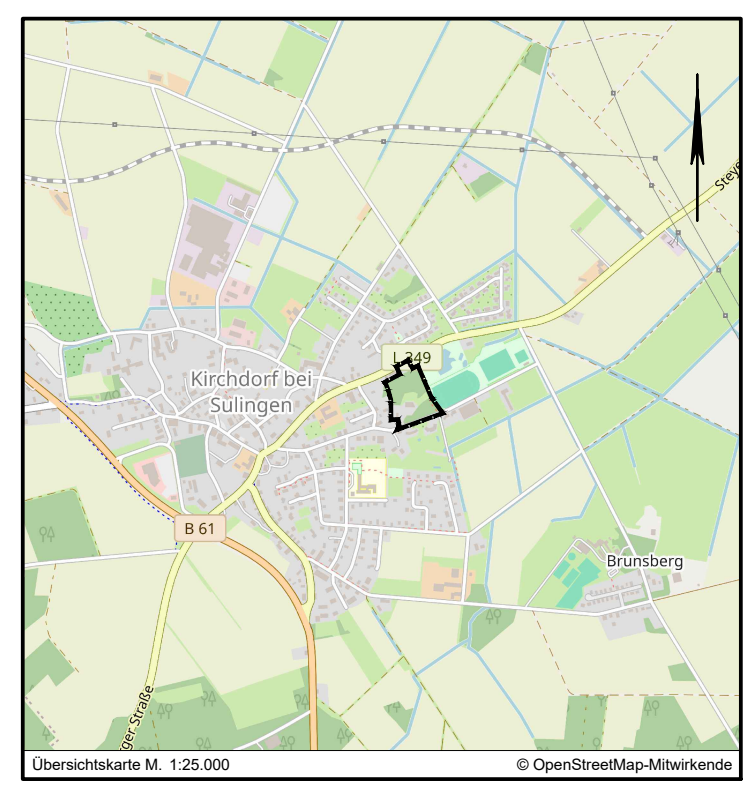 Steye
L 349
Kirchdorf bei
Sulingen
B 61
Brunsberg
ger Straße
Übersichtskarte M. 1:25.000
© OpenStreetMap-Mitwirkende